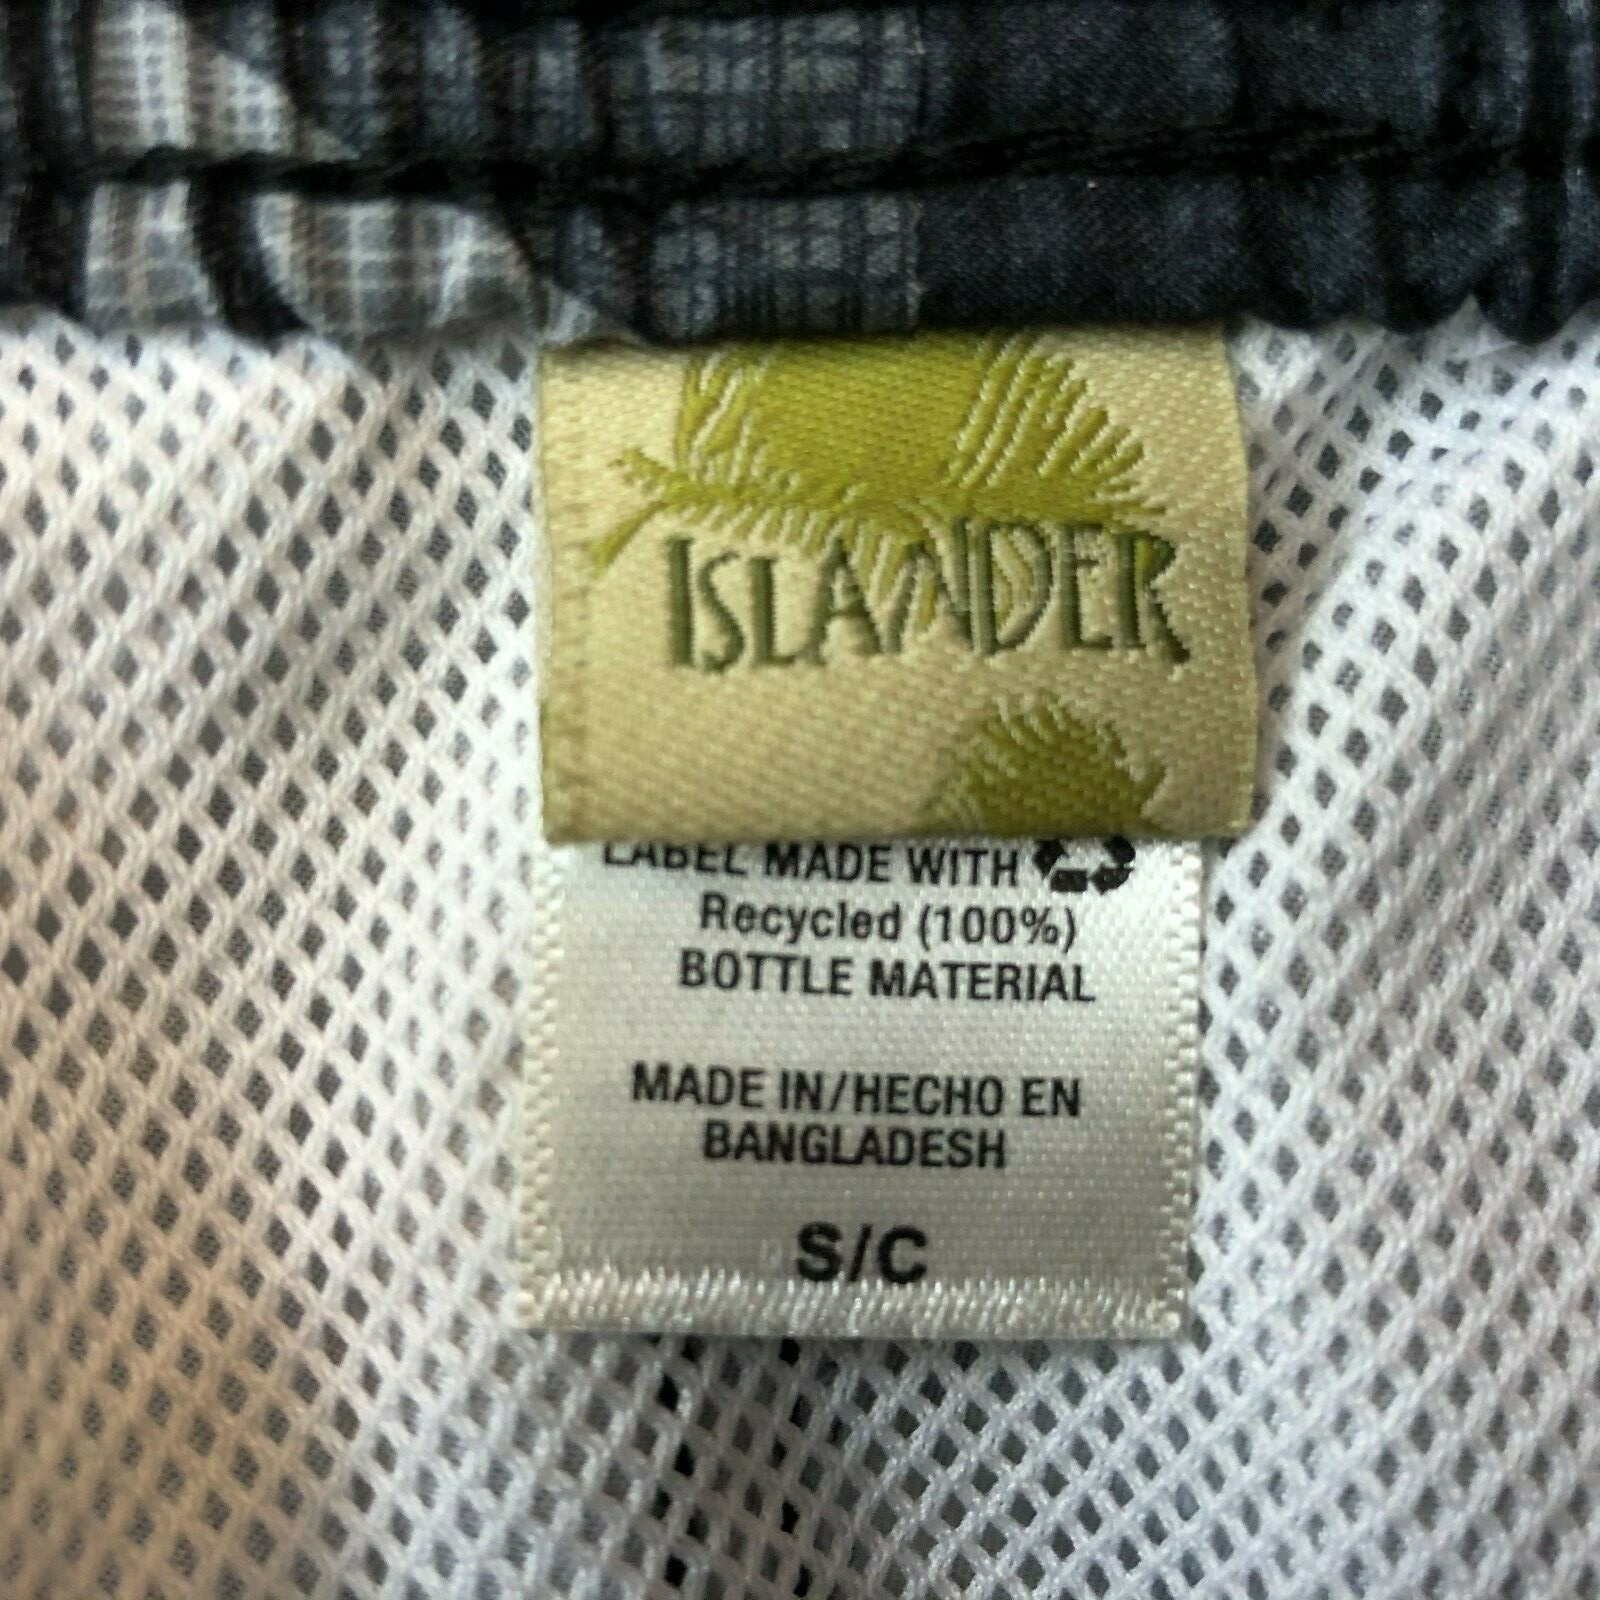 ISLANDER
LABEL MADE WITH
Recycled (100%)
BOTTLE MATERIAL
MADE IN/HECHO EN
BANGLADESH
S/C